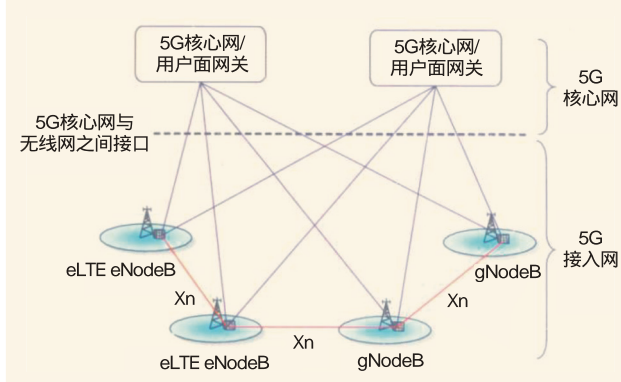 5G核心网/
用户面网关
5G核心网/
用户面网关
5G
核心网
5G核心网与
无线网之间接口
5G
接入网
eLTE eNodeB
gNodeB
Xn
Xn
Xn
eLTE eNodeB
gNodeB